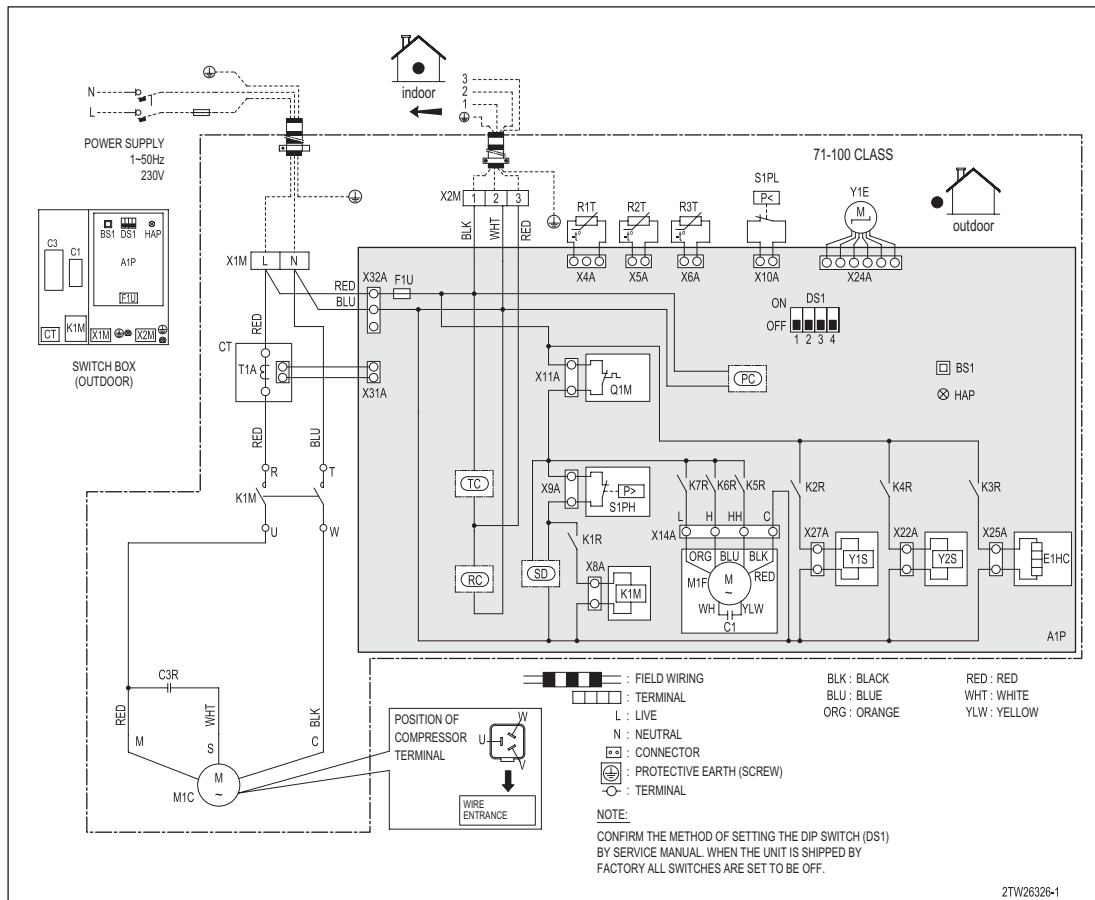 indoor
3
2
1
N
L
POWER SUPPLY
1~50Hz
230V
71-100 CLASS
outdoor
X2M 1 2 3
BLK
WHT
RED
R1T
t°
X4A
R2T
t°
X5A
R3T
t°
X6A
S1PL
P<
X10A
Y1E
M
X24A
C3
C1
BS1 DS1 HAP
A1P
F1U
CT K1M X1M X2M
SWITCH BOX
(OUTDOOR)
X1M L N
RED
BLU
X32A
F1U
RED
CT
T1A
X31A
ON
OFF
DS1
1 2 3 4
BS1
HAP
X11A
Q1M
PC
RED
BLU
R
T
K1M
U
W
TC
RC
SD
X9A
P>
S1PH
K1R
X8A
K1M
K7R
K6R
K5R
L H HH C
X14A
ORG BLU BLK
RED
M1F
M
~
WH
YLW
C1
K2R
X27A
Y1S
K4R
X22A
Y2S
K3R
X25A
E1HC
A1P
C3R
RED
WHT
BLK
M
S
C
M
~
M1C
POSITION OF
COMPRESSOR
TERMINAL
U
W
V
WIRE
ENTRANCE
: FIELD WIRING
: TERMINAL
L : LIVE
N : NEUTRAL
: CONNECTOR
: PROTECTIVE EARTH (SCREW)
: TERMINAL
BLK : BLACK
BLU : BLUE
ORG : ORANGE
RED : RED
WHT : WHITE
YLW : YELLOW
NOTE:
CONFIRM THE METHOD OF SETTING THE DIP SWITCH (DS1)
BY SERVICE MANUAL. WHEN THE UNIT IS SHIPPED BY
FACTORY ALL SWITCHES ARE SET TO BE OFF.
2TW26326-1